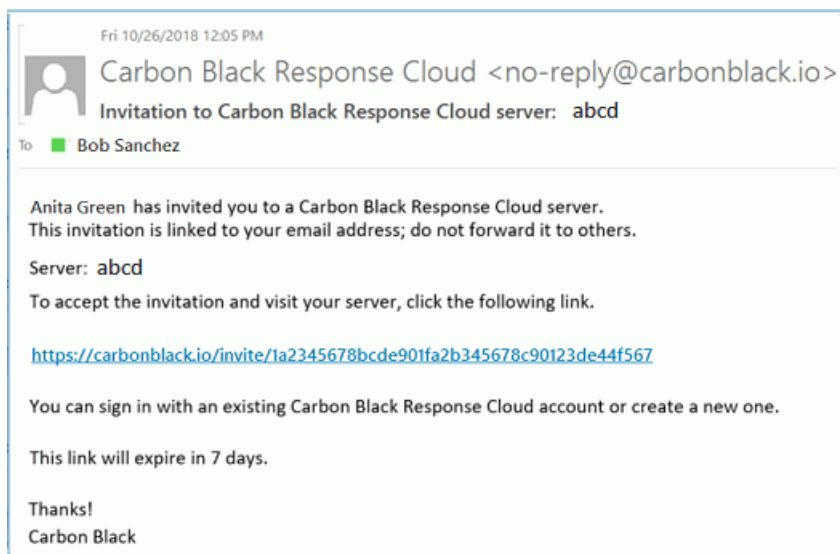 Fri 10/26/2018 12:05 PM
Carbon Black Response Cloud <no-reply@carbonblack.io>
Invitation to Carbon Black Response Cloud server: abcd
To Bob Sanchez
Anita Green has invited you to a Carbon Black Response Cloud server.
This invitation is linked to your email address; do not forward it to others.
Server: abcd
To accept the invitation and visit your server, click the following link.
https://carbonblack.io/invite/1a2345678bcde901fa2b345678c90123de44f567
You can sign in with an existing Carbon Black Response Cloud account or create a new one.
This link will expire in 7 days.
Thanks!
Carbon Black